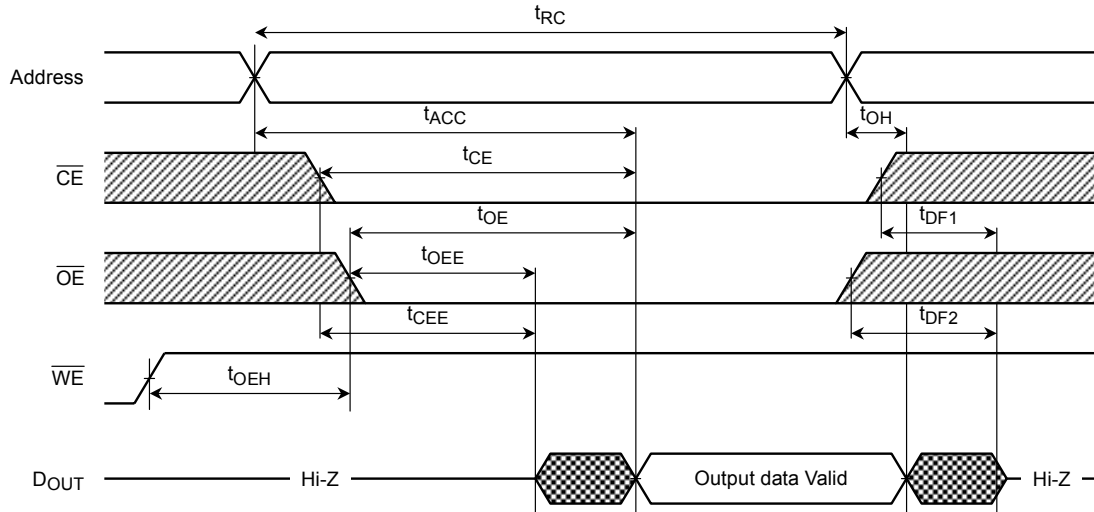 tRC
Address
tACC
tOH
CE
tCE
tOE
tDF1
OE
tOEE
tCEE
tDF2
WE
tOEH
DOUT
Hi-Z
Output data Valid
Hi-Z